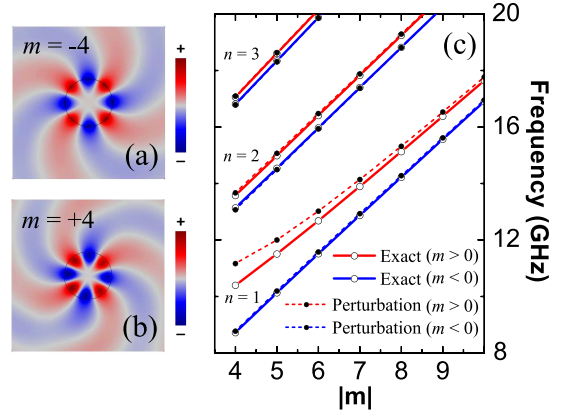 m = -4
+
−
(a)
m = +4
+
−
(b)
(c)
n = 3
n = 2
n = 1
Exact (m > 0)
Exact (m < 0)
Perturbation (m > 0)
Perturbation (m < 0)
20
16
12
8
Frequency (GHz)
4 5 6 7 8 9
|m|